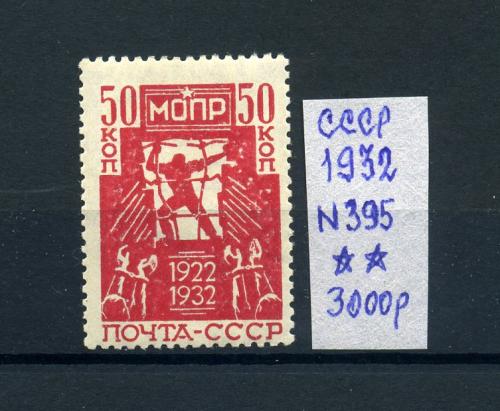 50 МОПР 50
КОП КОП
1922
1932
ПОЧТА-СССР
СССР
1932
N395
☆☆
3000р